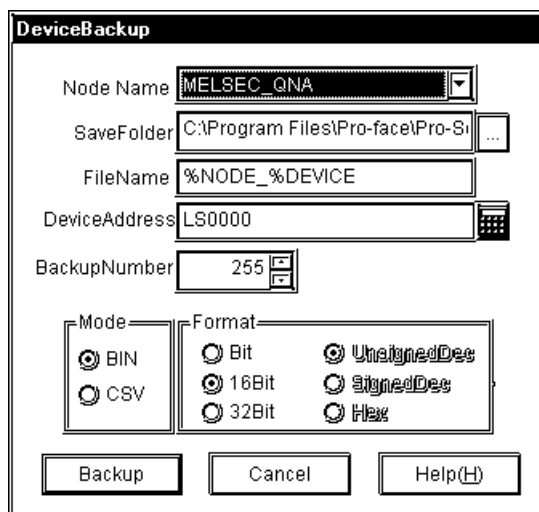 DeviceBackup
Node Name MELSEC_QNA
SaveFolder C:\Program Files\Pro-face\Pro-S ...
FileName %NODE_%DEVICE
DeviceAddress LS0000
BackupNumber 255
Mode Format
BIN Bit UnsignedDec
CSV 16Bit SignedDec
32Bit Hex
Backup Cancel Help(H)